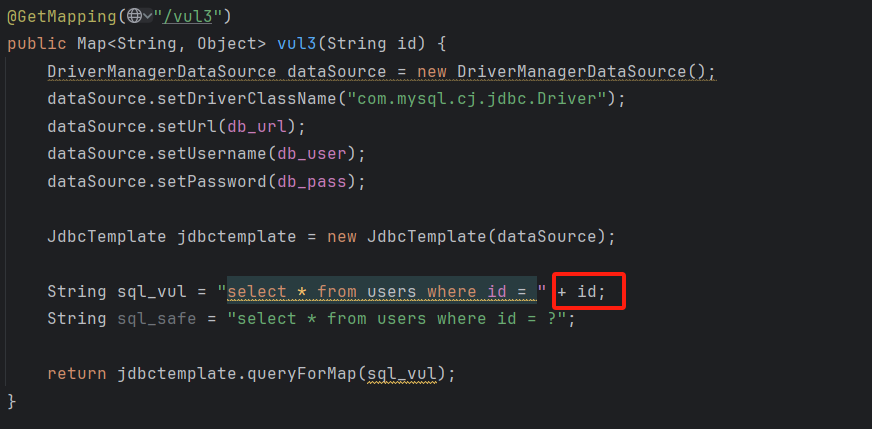 @GetMapping("/vul3")
public Map<String, Object> vul3(String id) {
    DriverManagerDataSource dataSource = new DriverManagerDataSource();
    dataSource.setDriverClassName("com.mysql.cj.jdbc.Driver");
    dataSource.setUrl(db_url);
    dataSource.setUsername(db_user);
    dataSource.setPassword(db_pass);
    JdbcTemplate jdbctemplate = new JdbcTemplate(dataSource);
    String sql_vul = "select * from users where id = " + id;
    String sql_safe = "select * from users where id = ?";
    return jdbctemplate.queryForMap(sql_vul);
}